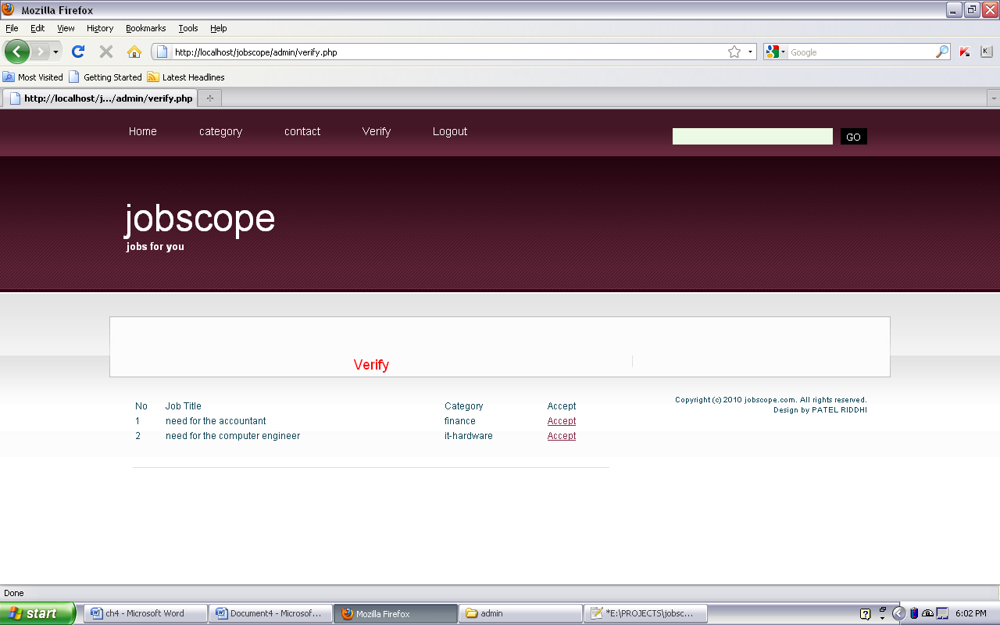 Mozilla Firefox
File Edit View History Bookmarks Tools Help
http://localhost/jobscope/admin/verify.php
Google
K
Most Visited Getting Started Latest Headlines
http://localhost/j.../admin/verify.php
Home category contact Verify Logout
GO
jobscope
jobs for you
Verify
No Job Title Category Accept
1 need for the accountant finance Accept
2 need for the computer engineer it-hardware Accept
Copyright (c) 2010 jobscope.com. All rights reserved.
Design by PATEL RIDDHI
Done
start ch4 - Microsoft Word Document4 - Microsof... Mozilla Firefox admin *E:\PROJECTS\jobsc... 6:02 PM